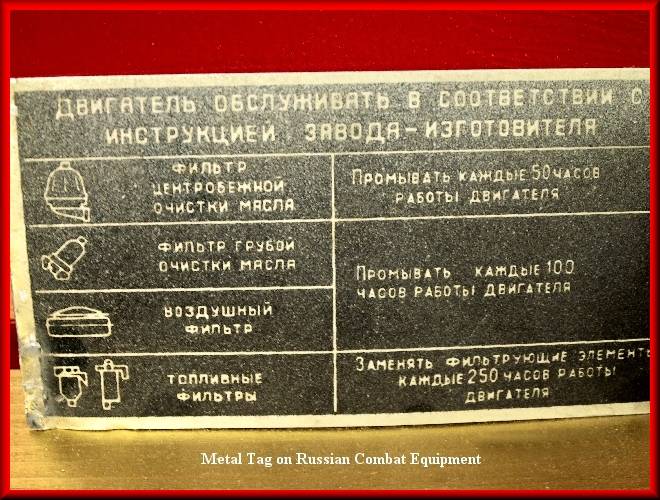 ДВИГАТЕЛЬ ОБСЛУЖИВАТЬ В СООТВЕТСТВИИ С
ИНСТРУКЦИЕЙ ЗАВОДА-ИЗГОТОВИТЕЛЯ
ФИЛЬТР
ЦЕНТРОБЕЖНОЙ
ОЧИСТКИ МАСЛА
ПРОМЫВАТЬ КАЖДЫЕ 50 ЧАСОВ
РАБОТЫ ДВИГАТЕЛЯ
ФИЛЬТР ГРУБОЙ
ОЧИСТКИ МАСЛА
ПРОМЫВАТЬ КАЖДЫЕ 100
ЧАСОВ РАБОТЫ ДВИГАТЕЛЯ
ВОЗДУШНЫЙ
ФИЛЬТР
ТОПЛИВНЫЕ
ФИЛЬТРЫ
ЗАМЕНЯТЬ ФИЛЬТРУЮЩИЕ ЭЛЕМЕНТЫ
КАЖДЫЕ 250 ЧАСОВ РАБОТЫ
ДВИГАТЕЛЯ
Metal Tag on Russian Combat Equipment